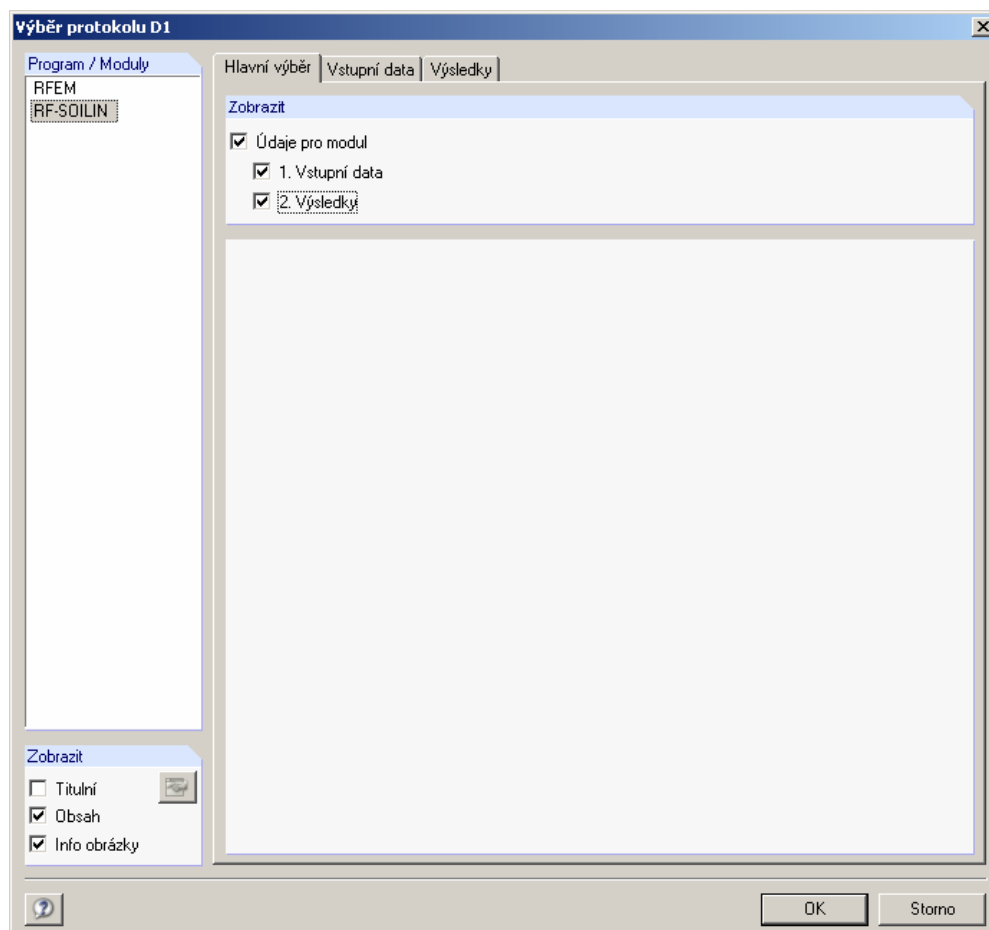 Výběr protokolu D1
Program / Moduly
RFEM
RF-SOILIN
Hlavní výběr
Vstupní data
Výsledky
Zobrazit
Údaje pro modul
1. Vstupní data
2. Výsledky
Zobrazit
Titulní
Obsah
Info obrázky
OK
Storno